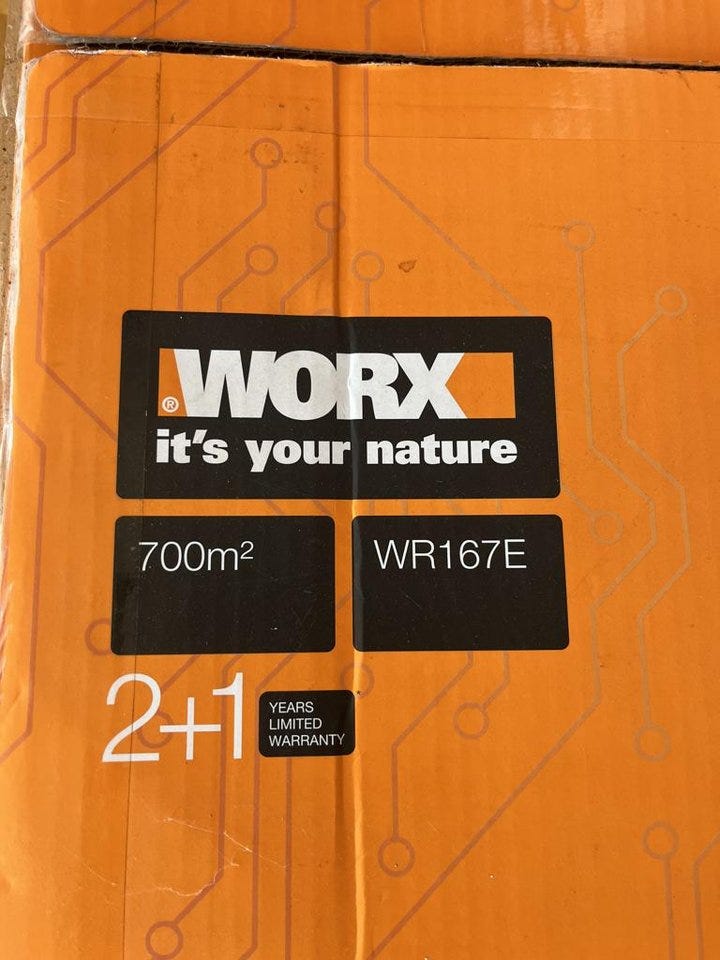 ®WORX
it's your nature
700m²
WR167E
2+1
YEARS
LIMITED
WARRANTY